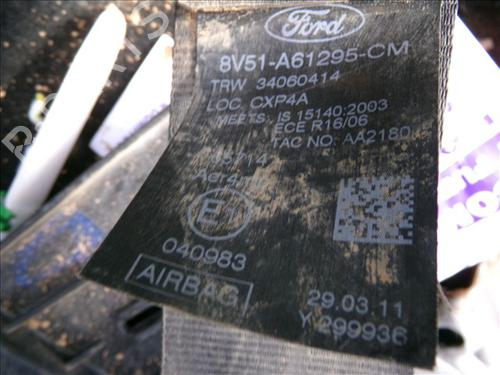 Ford
8V51-A61295-CM
TRW 34060414
LOC. CXP4A
MEETS: IS 15140:2003
ECE R16/06
TAC NO: AA2180
E1
040983
AIRBAG
29.03.11
Y 299936